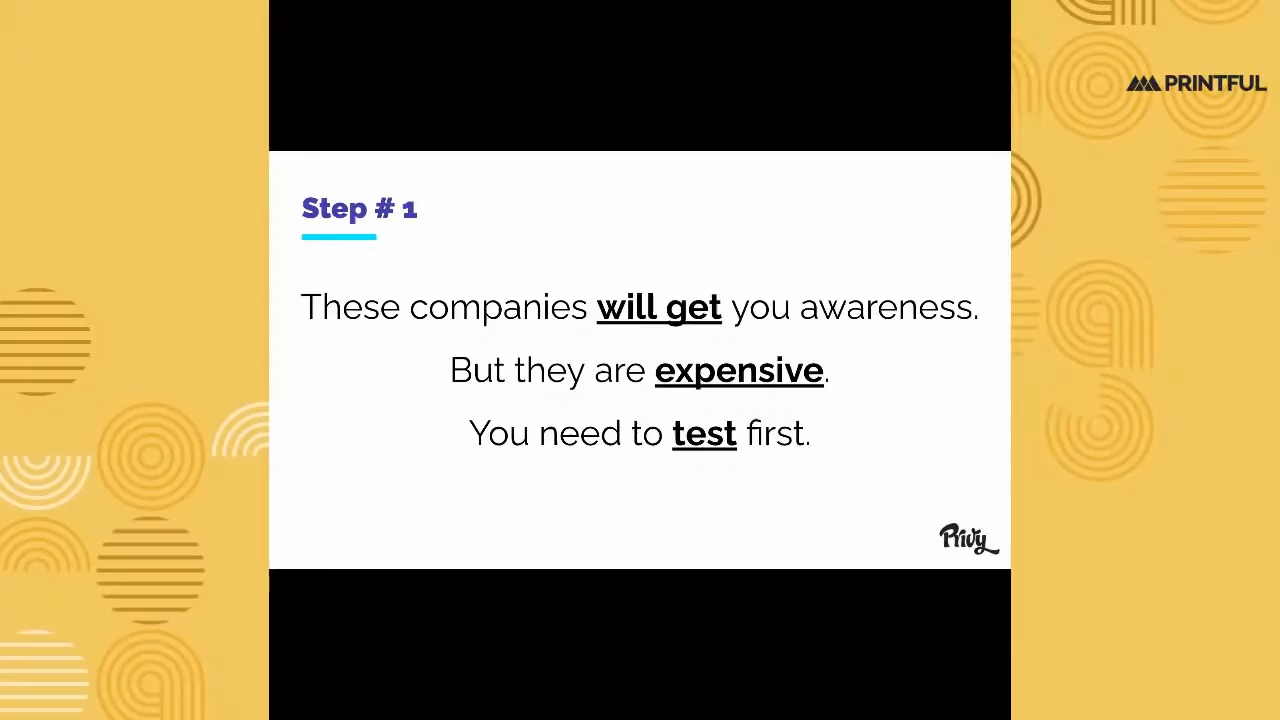 PRINTFUL
Step # 1
These companies will get you awareness.
But they are expensive.
You need to test first.
Privy